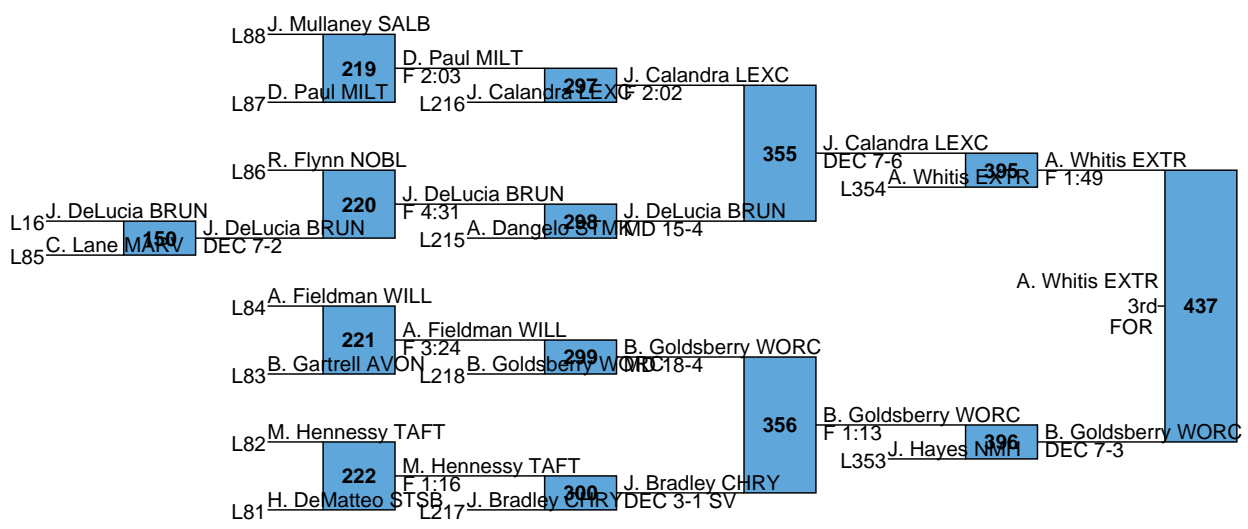 L88 J. Mullaney SALB
219
D. Paul MILT
F 2:03
L87 D. Paul MILT
297
L216 J. Calandra LEXC
J. Calandra LEXC
F 2:02
355
J. Calandra LEXC
DEC 7-6
L86 R. Flynn NOBL
220
J. DeLucia BRUN
F 4:31
L16 J. DeLucia BRUN
150
L85 C. Lane MARV
J. DeLucia BRUN
DEC 7-2
298
L215 A. Dangelo STMK
J. DeLucia BRUN
MD 15-4
395
L354 A. Whitis EXTR
A. Whitis EXTR
F 1:49
437
A. Whitis EXTR
3rd
FOR
L84 A. Fieldman WILL
221
A. Fieldman WILL
F 3:24
L83 B. Gartrell AVON
299
L218 B. Goldsberry WORC
B. Goldsberry WORC
MD 18-4
356
B. Goldsberry WORC
F 1:13
L82 M. Hennessy TAFT
222
M. Hennessy TAFT
F 1:16
L81 H. DeMatteo STSB
300
L217 J. Bradley CHRY
J. Bradley CHRY
DEC 3-1 SV
396
L353 J. Hayes NMH
B. Goldsberry WORC
DEC 7-3